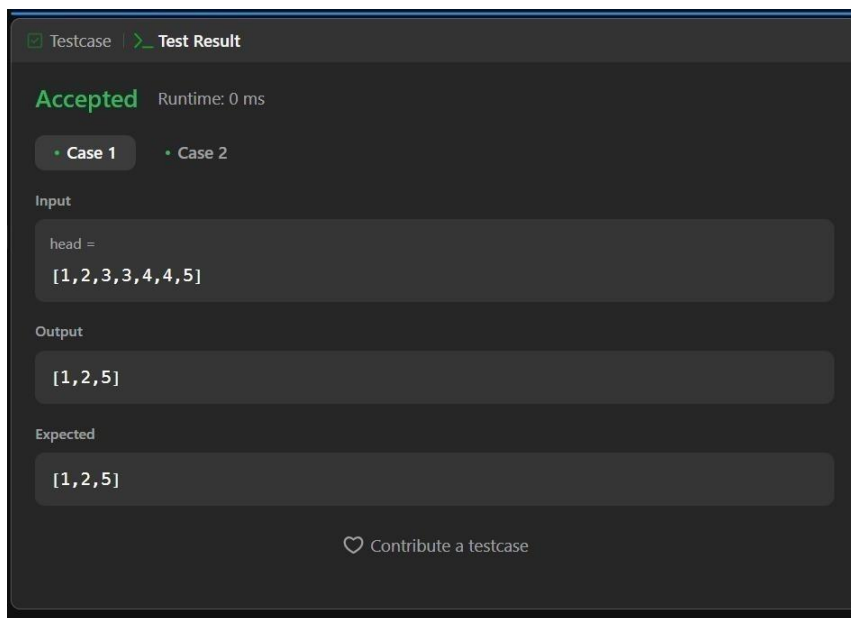 Testcase | >_ Test Result
Accepted Runtime: 0 ms
• Case 1 • Case 2
Input
head =
[1,2,3,3,4,4,5]
Output
[1,2,5]
Expected
[1,2,5]
Contribute a testcase